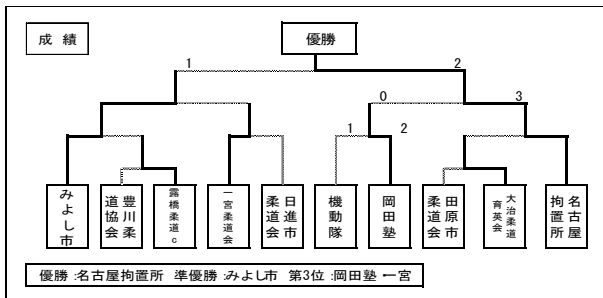 成 績
優勝
1
2
0
3
1
2
みよし市
豊川柔道協会
露橋柔道c
一宮柔道会
日進市柔道会
機動隊
岡田塾
田原市柔道会
大治柔道育英会
名古屋拘置所
優勝:名古屋拘置所 準優勝:みよし市 第3位:岡田塾 一宮